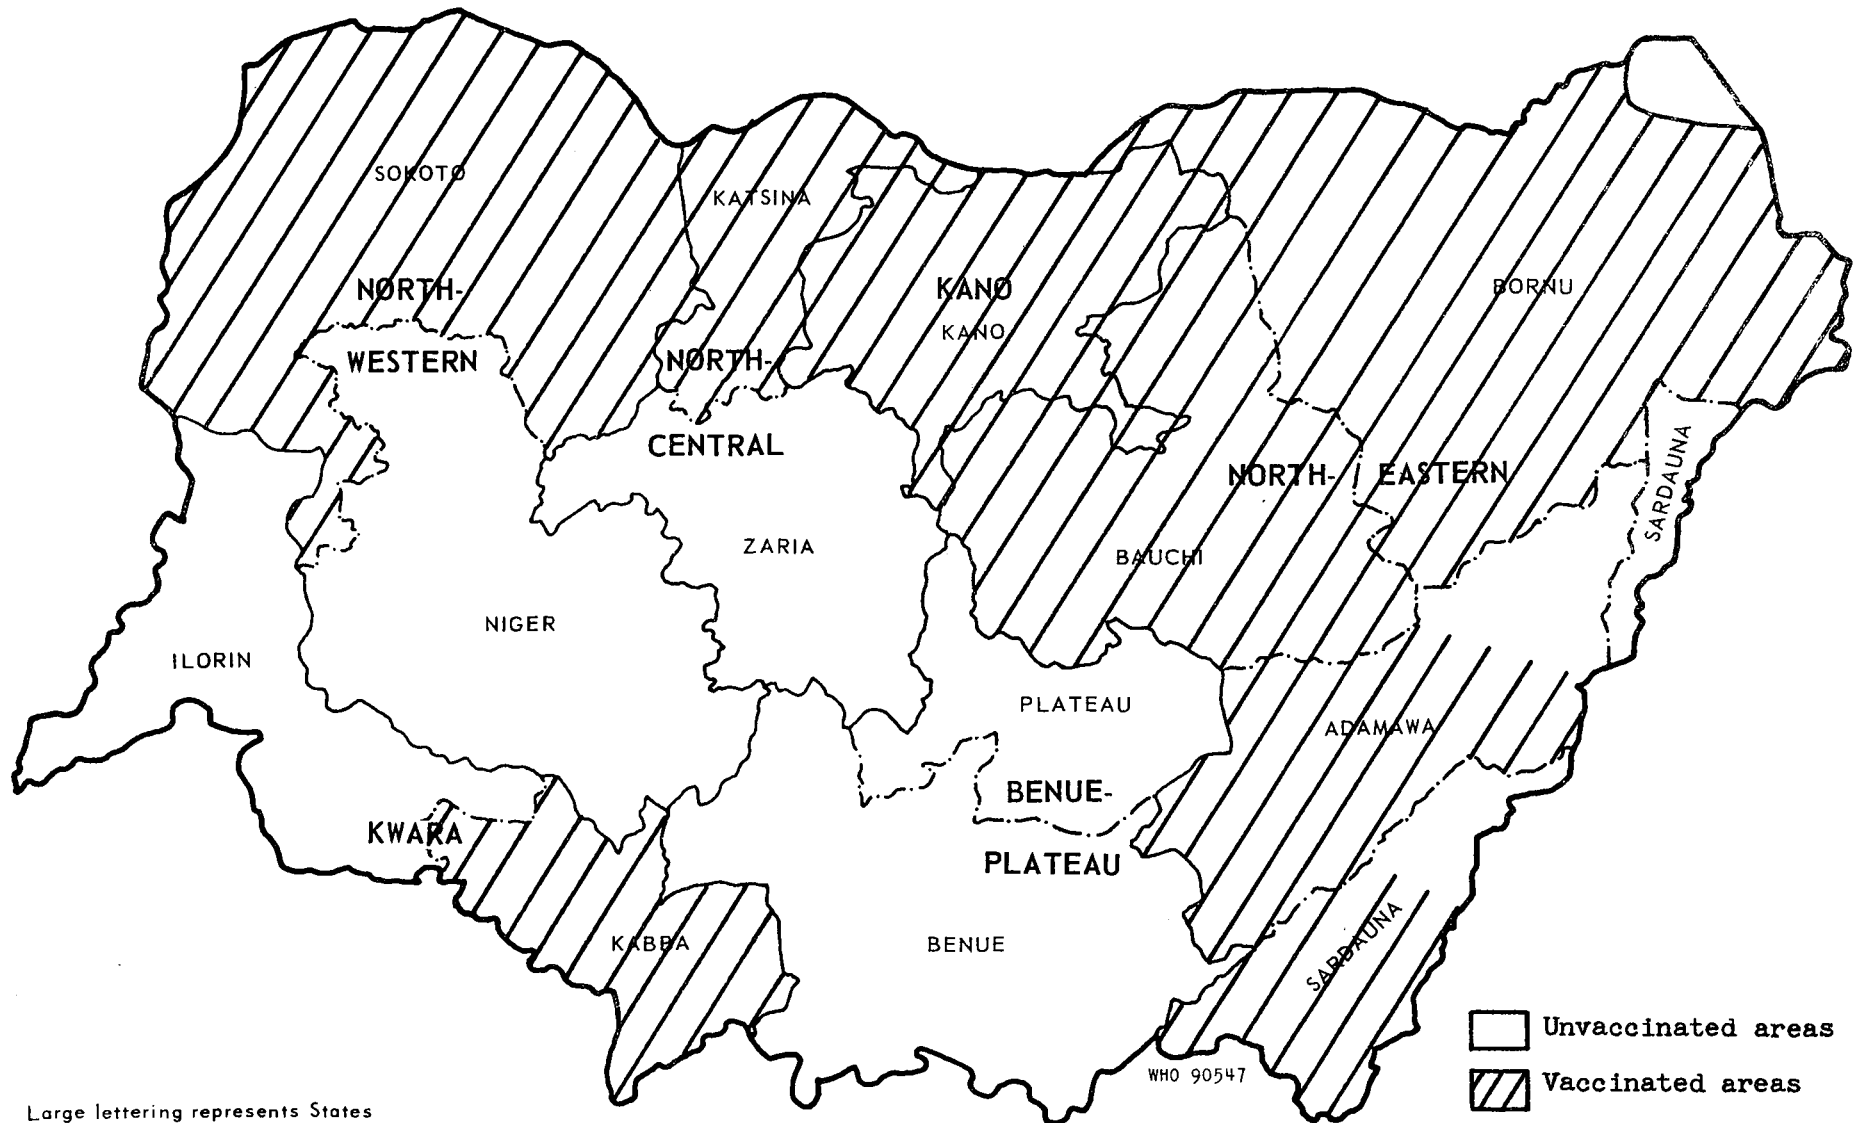 SOKOTO
KATSINA
NORTH-
WESTERN
KANO
KANO
BORNU
NORTH-
CENTRAL
NORTH- EASTERN
SARDAUNA
ZARIA
BAUCHI
NIGER
ILORIN
PLATEAU
ADAMAWA
BENUE-
PLATEAU
KWARA
KABBA
BENUE
SARDAUNA
Unvaccinated areas
Vaccinated areas
WHO 90547
Large lettering represents States